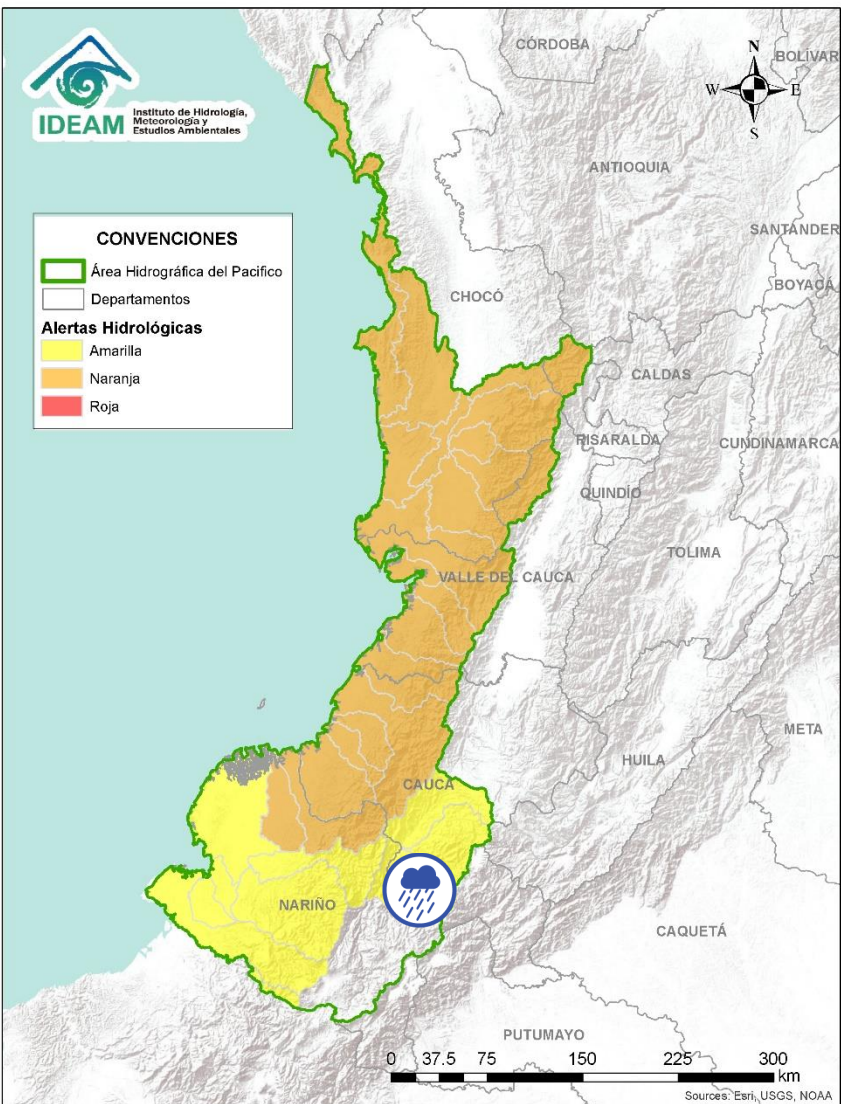 IDEAM
Instituto de Hidrología,
Meteorología y
Estudios Ambientales
CÓRDOBA
N
BOLÍVAR
W
E
S
ANTIOQUIA
SANTANDER
CONVENCIONES
Área Hidrográfica del Pacifico
Departamentos
Alertas Hidrológicas
Amarilla
Naranja
Roja
BOYACÁ
CHOCÓ
CALDAS
RISARALDA
CUNDINAMARCA
QUINDÍO
TOLIMA
VALLE DEL CAUCA
META
HUILA
CAUCA
NARIÑO
CAQUETÁ
PUTUMAYO
0 37.5 75 150 225 300
km
Sources: Esri, USGS, NOAA